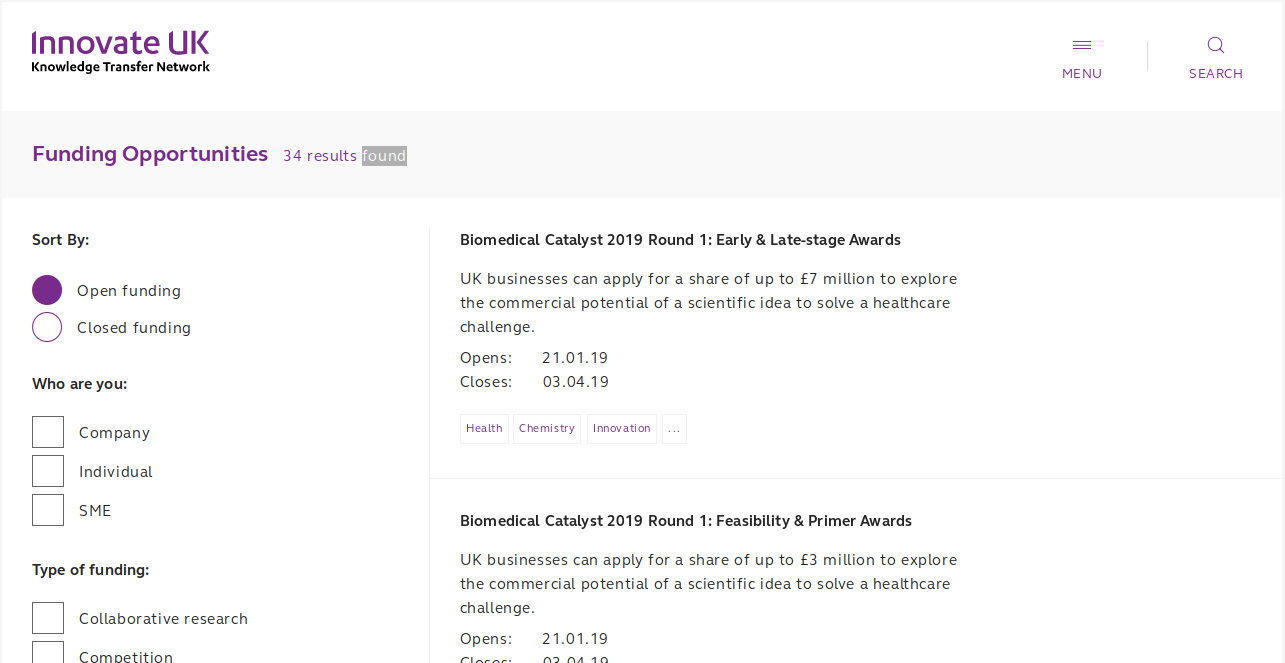 Innovate UK
Knowledge Transfer Network
MENU
SEARCH
Funding Opportunities 34 results found
Sort By:
Open funding
Closed funding
Who are you:
Company
Individual
SME
Type of funding:
Collaborative research
Competition
Biomedical Catalyst 2019 Round 1: Early & Late-stage Awards
UK businesses can apply for a share of up to £7 million to explore
the commercial potential of a scientific idea to solve a healthcare
challenge.
Opens: 21.01.19
Closes: 03.04.19
Health Chemistry Innovation ...
Biomedical Catalyst 2019 Round 1: Feasibility & Primer Awards
UK businesses can apply for a share of up to £3 million to explore
the commercial potential of a scientific idea to solve a healthcare
challenge.
Opens: 21.01.19
Closes: 03.04.19